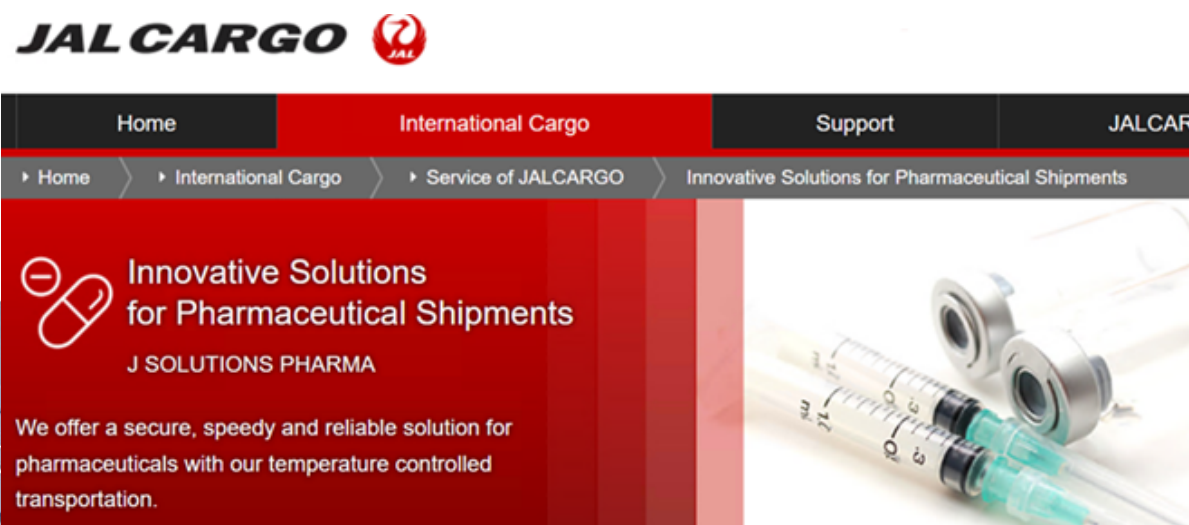 JAL CARGO JAL
Home International Cargo Support JALCAR
Home International Cargo Service of JALCARGO Innovative Solutions for Pharmaceutical Shipments
Innovative Solutions
for Pharmaceutical Shipments
J SOLUTIONS PHARMA
We offer a secure, speedy and reliable solution for
pharmaceuticals with our temperature controlled
transportation.